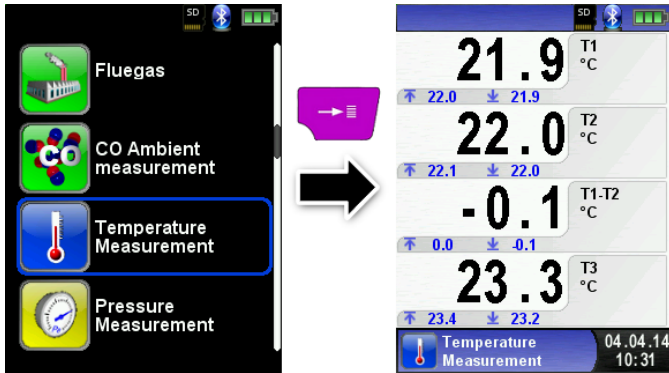 SD
Fluegas
CO
CO Ambient
measurement
Temperature
Measurement
Pressure
Measurement
SD
21.9 T1
°C
22.0 21.9
22.0 T2
°C
22.1 22.0
-0.1 T1-T2
°C
0.0 -0.1
23.3 T3
°C
23.4 23.2
Temperature 04.04.14
Measurement 10:31